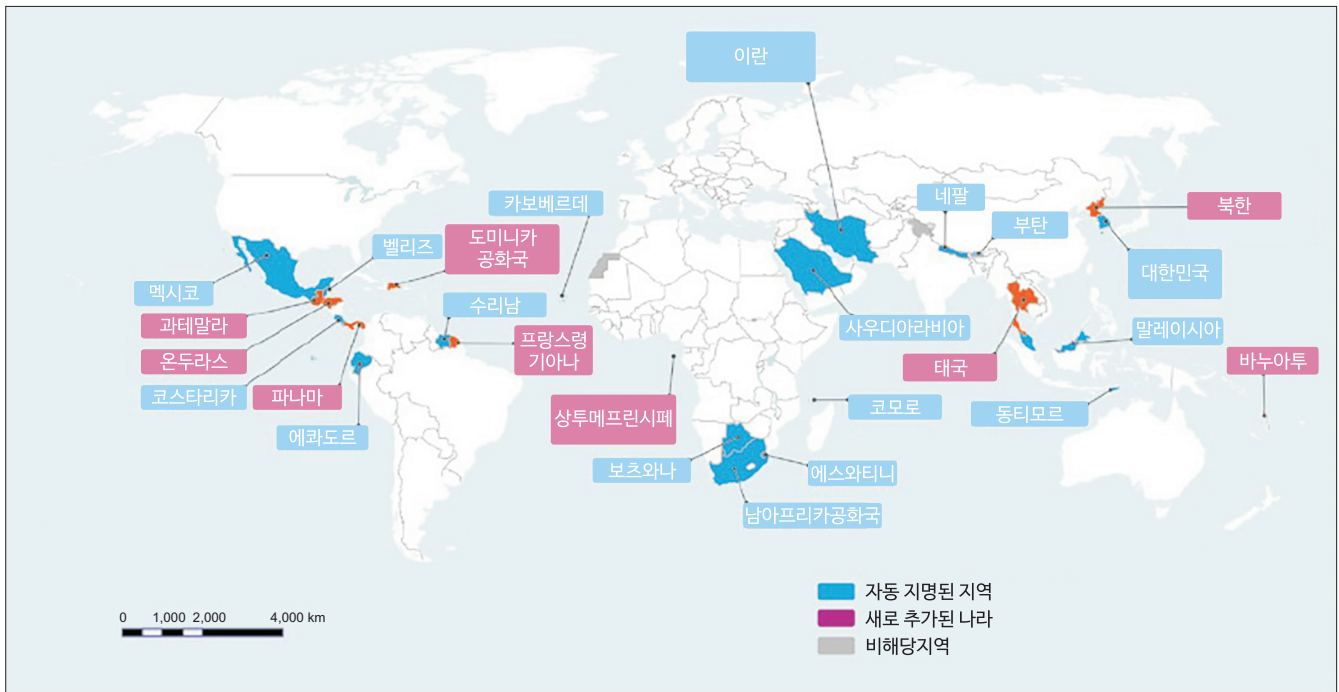 이란
네팔
북한
카보베르데
부탄
도미니카
공화국
벨리즈
대한민국
멕시코
수리남
과테말라
사우디아라비아
말레이시아
프랑스령
기아나
온두라스
태국
바누아투
코스타리카
파나마
상투메프린시페
코모로
동티모르
에콰도르
보츠와나
에스와티니
남아프리카공화국
자동 지명된 지역
새로 추가된 나라
비해당지역
0 1,000 2,000 4,000 km